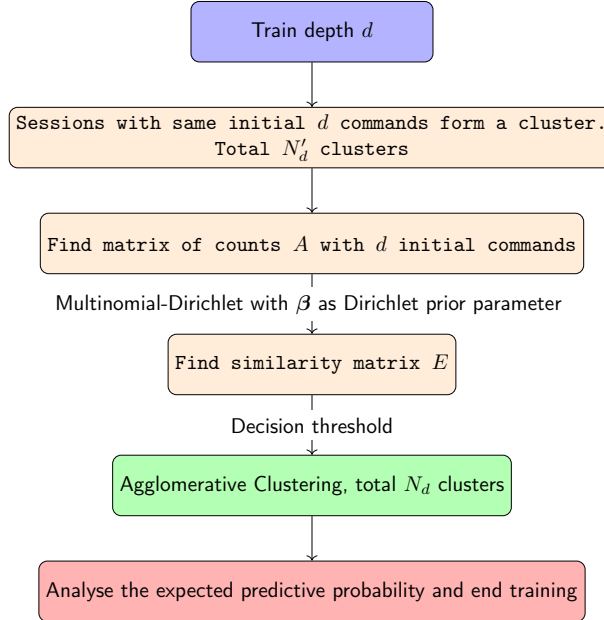 Train depth d
Sessions with same initial d commands form a cluster.
Total N′_d clusters
Find matrix of counts A with d initial commands
Multinomial-Dirichlet with β as Dirichlet prior parameter
Find similarity matrix E
Decision threshold
Agglomerative Clustering, total N_d clusters
Analyse the expected predictive probability and end training